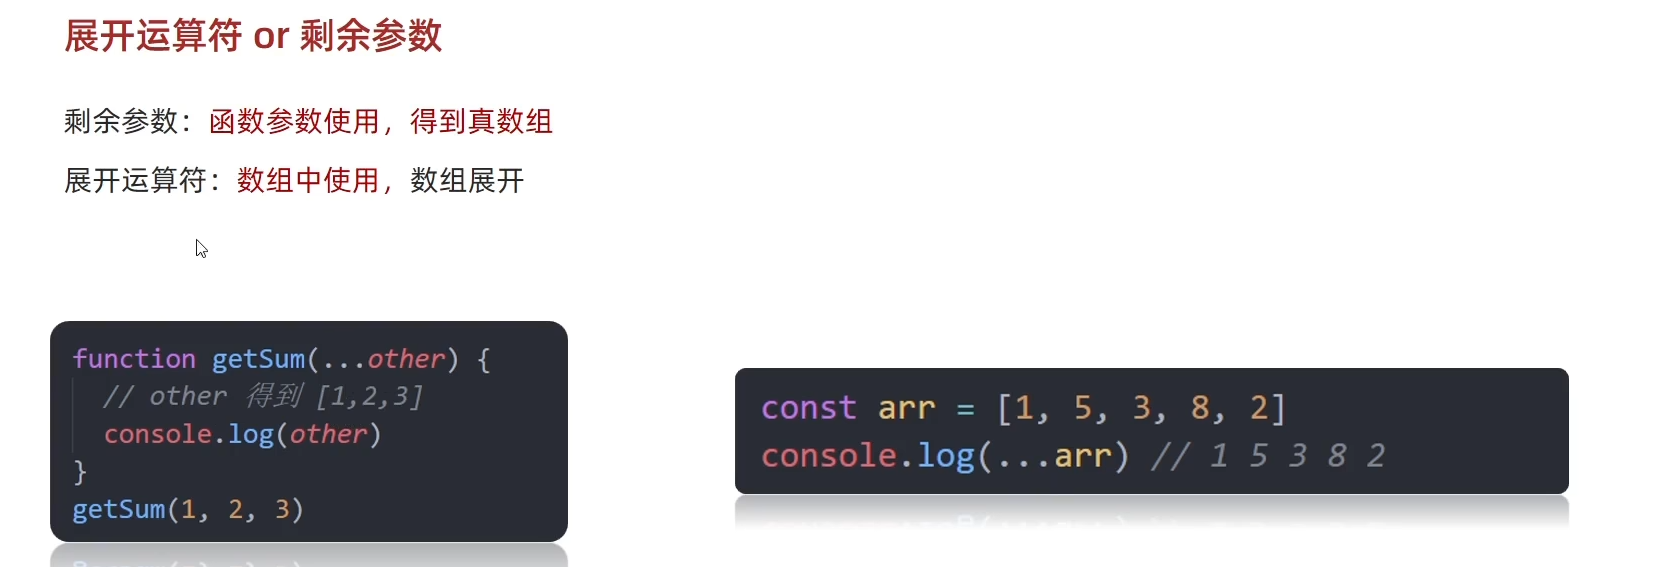 展开运算符 or 剩余参数
剩余参数：函数参数使用，得到真数组
展开运算符：数组中使用，数组展开
function getSum(...other) {
// other 得到 [1,2,3]
console.log(other)
}
getSum(1, 2, 3)
const arr = [1, 5, 3, 8, 2]
console.log(...arr) // 1 5 3 8 2